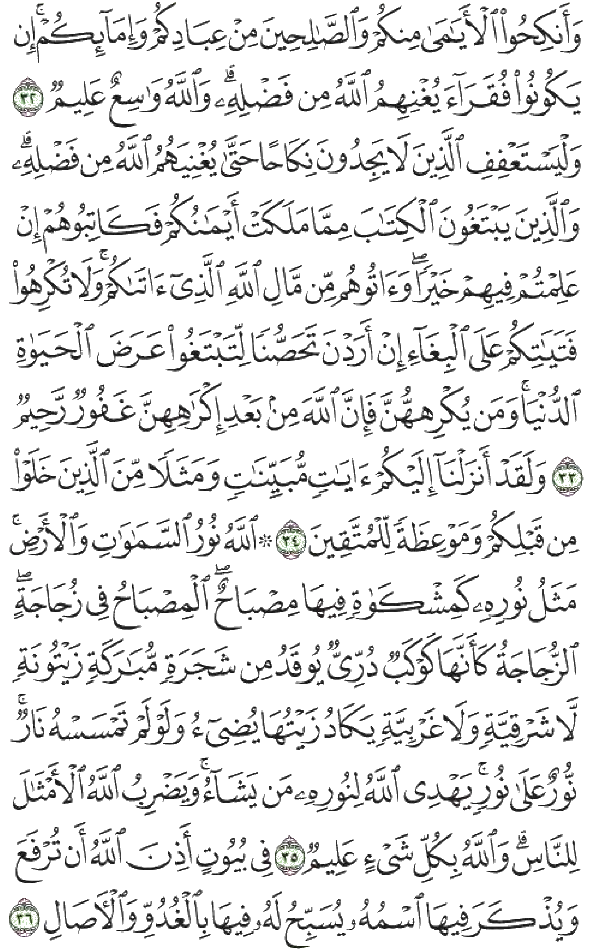 وَأَنكِحُوا۟ ٱلْأَيَـٰمَىٰ مِنكُمْ وَٱلصَّـٰلِحِينَ مِنْ عِبَادِكُمْ وَإِمَآئِكُمْ ۚ إِن
يَكُونُوا۟ فُقَرَآءَ يُغْنِهِمُ ٱللَّهُ مِن فَضْلِهِۦ ۗ وَٱللَّهُ وَٰسِعٌ عَلِيمٌ ٣٢
وَلْيَسْتَعْفِفِ ٱلَّذِينَ لَا يَجِدُونَ نِكَاحًا حَتَّىٰ يُغْنِيَهُمُ ٱللَّهُ مِن فَضْلِهِۦ ۗ
وَٱلَّذِينَ يَبْتَغُونَ ٱلْكِتَـٰبَ مِمَّا مَلَكَتْ أَيْمَـٰنُكُمْ فَكَاتِبُوهُمْ إِنْ
عَلِمْتُمْ فِيهِمْ خَيْرًا ۖ وَءَاتُوهُم مِّن مَّالِ ٱللَّهِ ٱلَّذِىٓ ءَاتَىٰكُمْ ۚ وَلَا تُكْرِهُوا۟
فَتَيَـٰتِكُمْ عَلَى ٱلْبِغَآءِ إِنْ أَرَدْنَ تَحَصُّنًا لِّتَبْتَغُوا۟ عَرَضَ ٱلْحَيَوٰةِ
ٱلدُّنْيَا ۚ وَمَن يُكْرِههُّنَّ فَإِنَّ ٱللَّهَ مِنۢ بَعْدِ إِكْرَٰهِهِنَّ غَفُورٌ رَّحِيمٌ
٣٣ وَلَقَدْ أَنزَلْنَآ إِلَيْكُمْ ءَايَـٰتٍ مُّبَيِّنَـٰتٍ وَمَثَلًا مِّنَ ٱلَّذِينَ خَلَوْا۟
مِن قَبْلِكُمْ وَمَوْعِظَةً لِّلْمُتَّقِينَ ٣٤ ۞ ٱللَّهُ نُورُ ٱلسَّمَـٰوَٰتِ وَٱلْأَرْضِ ۚ
مَثَلُ نُورِهِۦ كَمِشْكَوٰةٍ فِيهَا مِصْبَاحٌ ۖ ٱلْمِصْبَاحُ فِى زُجَاجَةٍ ۖ
ٱلزُّجَاجَةُ كَأَنَّهَا كَوْكَبٌ دُرِّىٌّ يُوقَدُ مِن شَجَرَةٍ مُّبَـٰرَكَةٍ زَيْتُونَةٍ
لَّا شَرْقِيَّةٍ وَلَا غَرْبِيَّةٍ يَكَادُ زَيْتُهَا يُضِىٓءُ وَلَوْ لَمْ تَمْسَسْهُ نَارٌ ۚ
نُّورٌ عَلَىٰ نُورٍ ۗ يَهْدِى ٱللَّهُ لِنُورِهِۦ مَن يَشَآءُ ۚ وَيَضْرِبُ ٱللَّهُ ٱلْأَمْثَـٰلَ
لِلنَّاسِ ۗ وَٱللَّهُ بِكُلِّ شَىْءٍ عَلِيمٌ ٣٥ فِى بُيُوتٍ أَذِنَ ٱللَّهُ أَن تُرْفَعَ
وَيُذْكَرَ فِيهَا ٱسْمُهُۥ يُسَبِّحُ لَهُۥ فِيهَا بِٱلْغُدُوِّ وَٱلْـَٔاصَالِ ٣٦